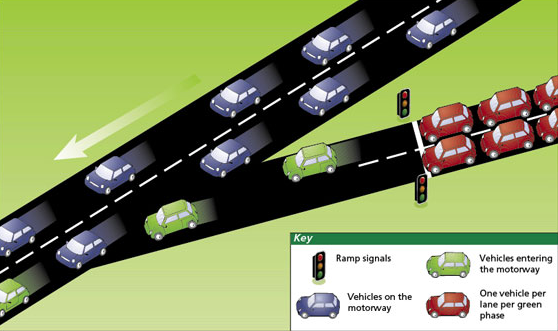 Key
Ramp signals
Vehicles entering
the motorway
Vehicles on the
motorway
One vehicle per
lane per green
phase